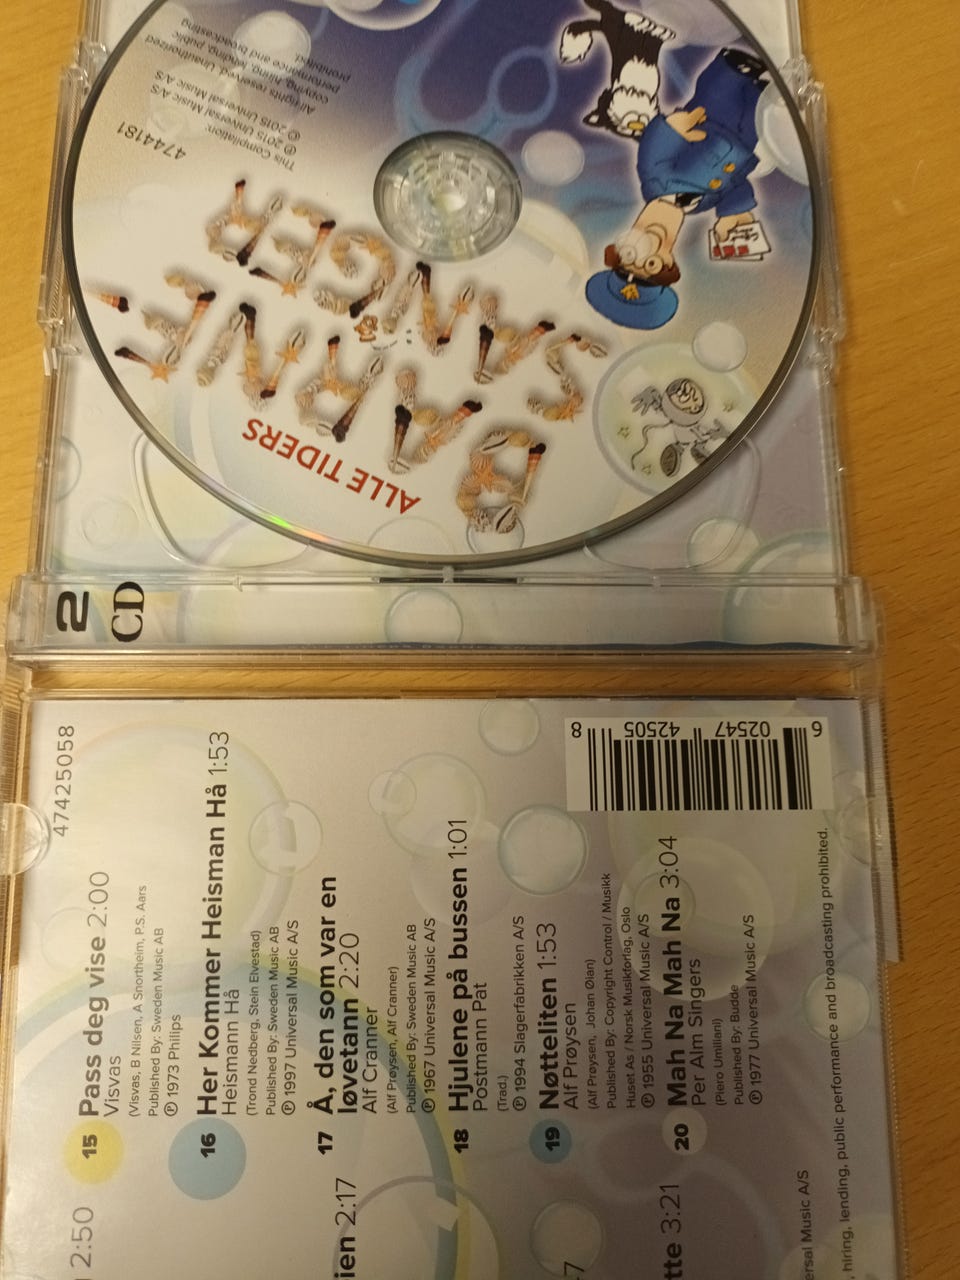 ALLE TIDERS
BARNE-
SANGER
4744181
This Compilation:
℗ 2015 Universal Music A/S
© 2015 Universal Music A/S
All rights reserved. Unauthorized
copying, hiring, lending, public
performance and broadcasting
prohibited.
2
CD
47425058
15 Pass deg vise 2:00
Visvas
(Visvas, B Nilsen, A Snortheim, P.S. Aars
Published By: Sweden Music AB
℗ 1973 Philips
16 Her Kommer Heisman Hå 1:53
Heismann Hå
(Trond Nedberg, Stein Elvestad)
Published By: Sweden Music AB
℗ 1997 Universal Music A/S
17 Å, den som var en
løvetann 2:20
Alf Cranner
(Alf Prøysen, Alf Cranner)
Published By: Sweden Music AB
℗ 1967 Universal Music A/S
18 Hjulene på bussen 1:01
Postmann Pat
(Trad.)
℗ 1994 Slagerfabrikken A/S
19 Nøtteliten 1:53
Alf Prøysen
(Alf Prøysen, Johan Øian)
Published By: Copyright Control / Musikk
Huset As / Norsk Musikforlag, Oslo
℗ 1955 Universal Music A/S
20 Mah Na Mah Na 3:04
Per Alm Singers
(Piero Umiliani)
Published By: Budde
℗ 1977 Universal Music A/S
2:50
ien 2:17
7
tte 3:21
ersal Music A/S
hiring, lending, public performance and broadcasting prohibited.
6 02547 42505 8